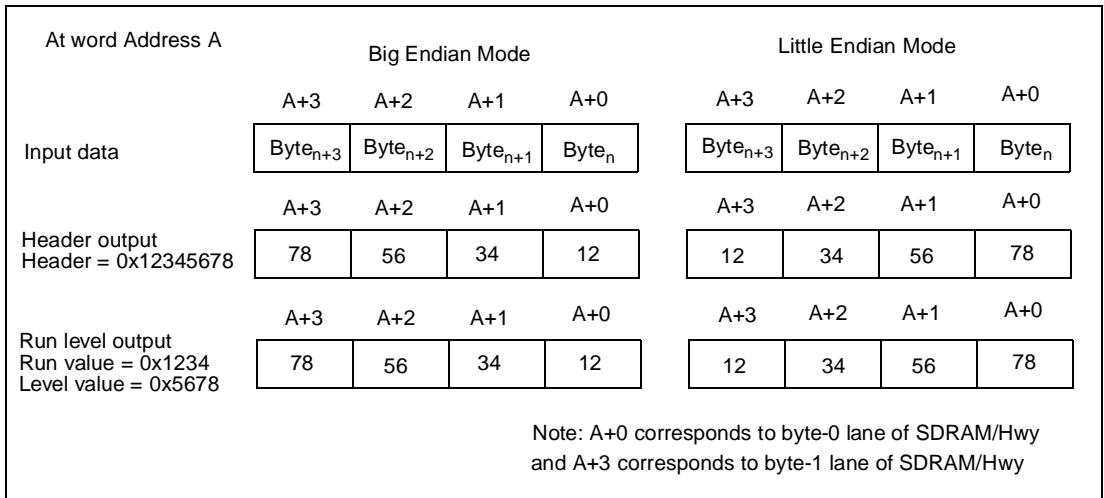 At word Address A
Big Endian Mode Little Endian Mode
A+3 A+2 A+1 A+0 A+3 A+2 A+1 A+0
Input data Byteₙ₊₃ Byteₙ₊₂ Byteₙ₊₁ Byteₙ Byteₙ₊₃ Byteₙ₊₂ Byteₙ₊₁ Byteₙ
A+3 A+2 A+1 A+0 A+3 A+2 A+1 A+0
Header output
Header = 0x12345678 78 56 34 12 12 34 56 78
A+3 A+2 A+1 A+0 A+3 A+2 A+1 A+0
Run level output
Run value = 0x1234 78 56 34 12 12 34 56 78
Level value = 0x5678
Note: A+0 corresponds to byte-0 lane of SDRAM/Hwy
and A+3 corresponds to byte-1 lane of SDRAM/Hwy